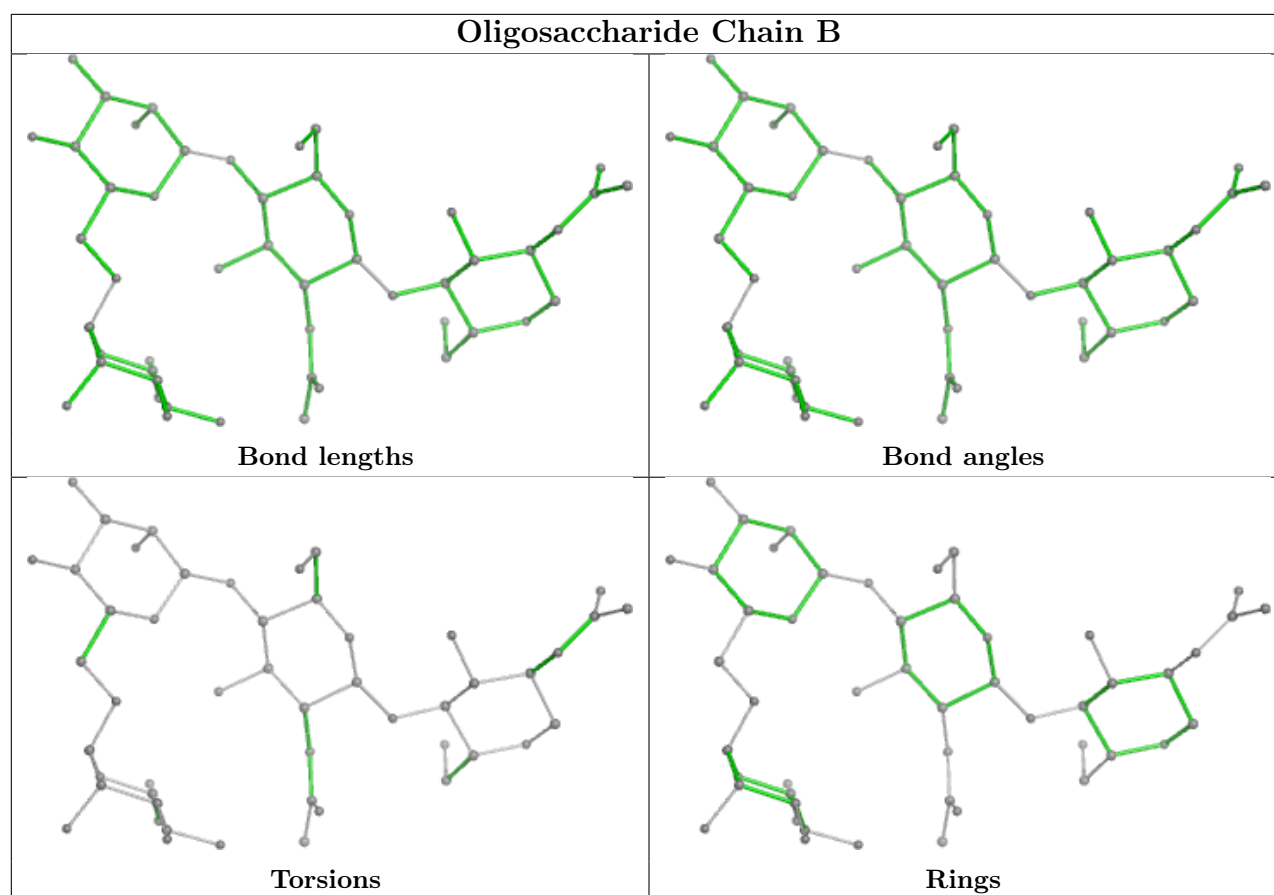 Oligosaccharide Chain B
Bond lengths
Bond angles
Torsions
Rings